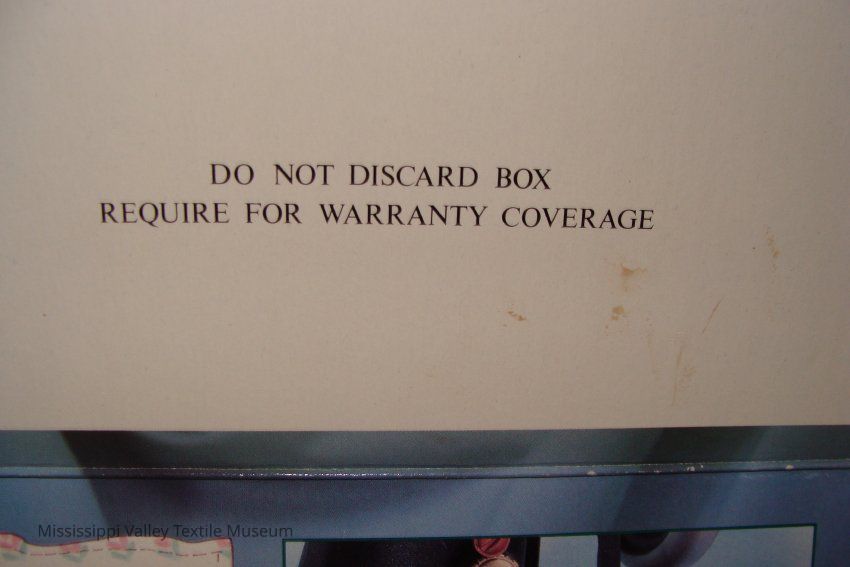 DO NOT DISCARD BOX
REQUIRE FOR WARRANTY COVERAGE
Mississippi Valley Textile Museum